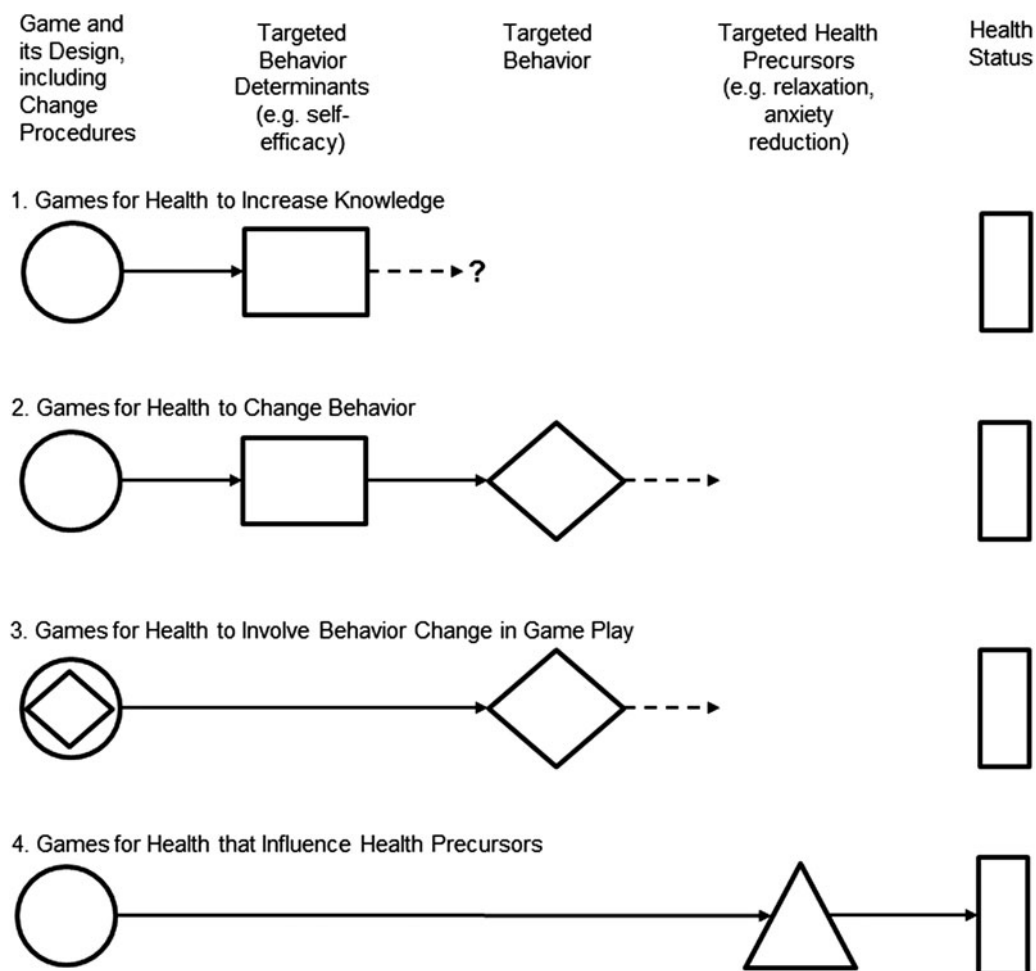 Game and
its Design,
including
Change
Procedures
Targeted
Behavior
Determinants
(e.g. self-
efficacy)
Targeted
Behavior
Targeted Health
Precursors
(e.g. relaxation,
anxiety
reduction)
Health
Status
1. Games for Health to Increase Knowledge
?
2. Games for Health to Change Behavior
3. Games for Health to Involve Behavior Change in Game Play
4. Games for Health that Influence Health Precursors